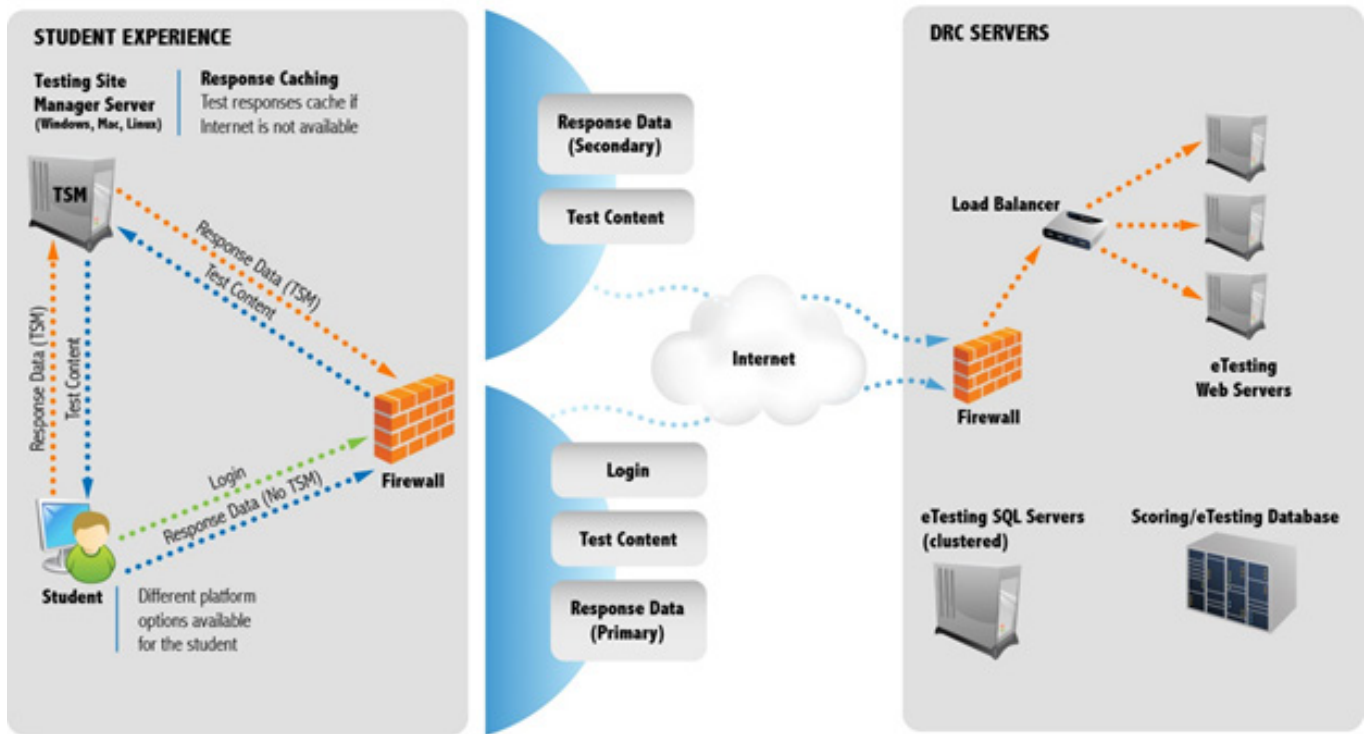 STUDENT EXPERIENCE
Testing Site
Manager Server
(Windows, Mac, Linux)
Response Caching
Test responses cache if
Internet is not available
TSM
Response Data (TSM)
Test Content
Response Data (TSM)
Test Content
Login
Response Data (No TSM)
Firewall
Student
Different platform
options available
for the student
Response Data
(Secondary)
Test Content
Internet
Login
Test Content
Response Data
(Primary)
DRC SERVERS
Load Balancer
Firewall
eTesting
Web Servers
eTesting SQL Servers
(clustered)
Scoring/eTesting Database